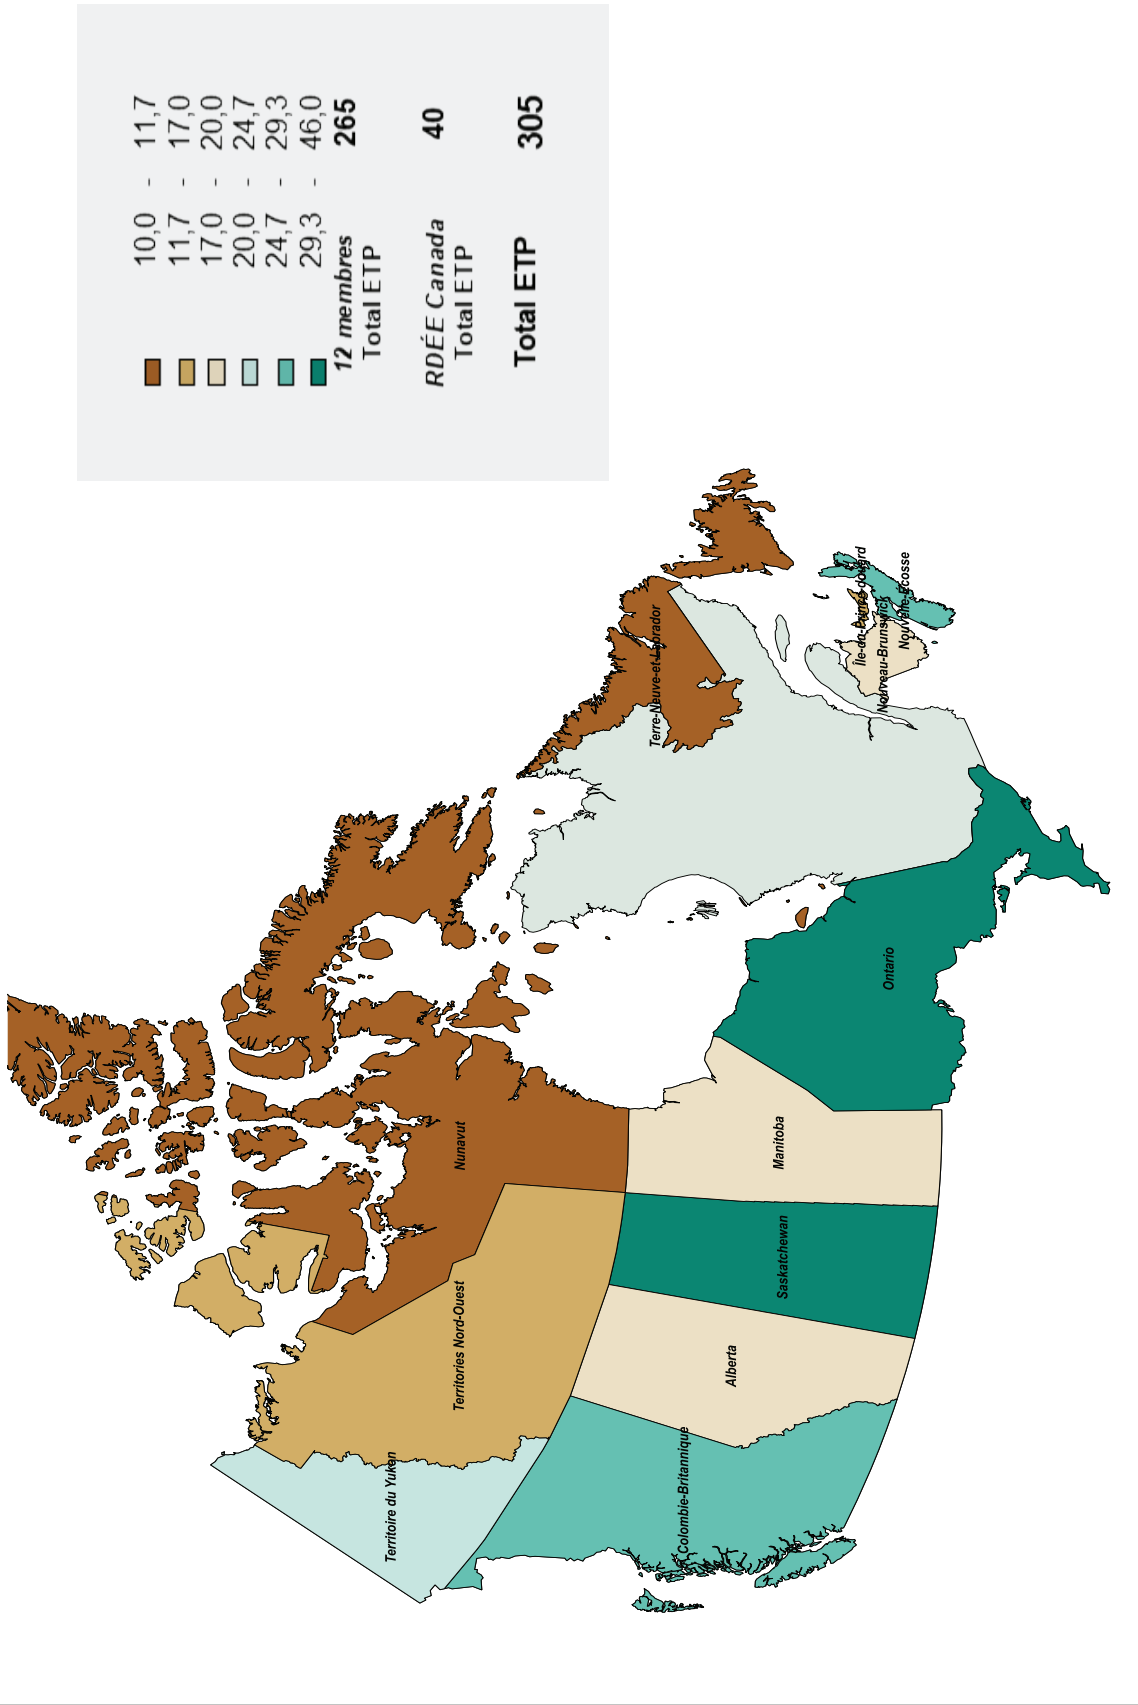 10,0 - 11,7
11,7 - 17,0
17,0 - 20,0
20,0 - 24,7
24,7 - 29,3
29,3 - 46,0
12 membres 265
Total ETP
RDÉE Canada 40
Total ETP
Total ETP 305
Territoire du Yukon
Territories Nord-Ouest
Nunavut
Colombie-Britannique
Alberta
Saskatchewan
Manitoba
Ontario
Terre-Neuve-et-Labrador
Île-du-Prince-édouard
Nouveau-Brunswick
Nouvelle-Écosse